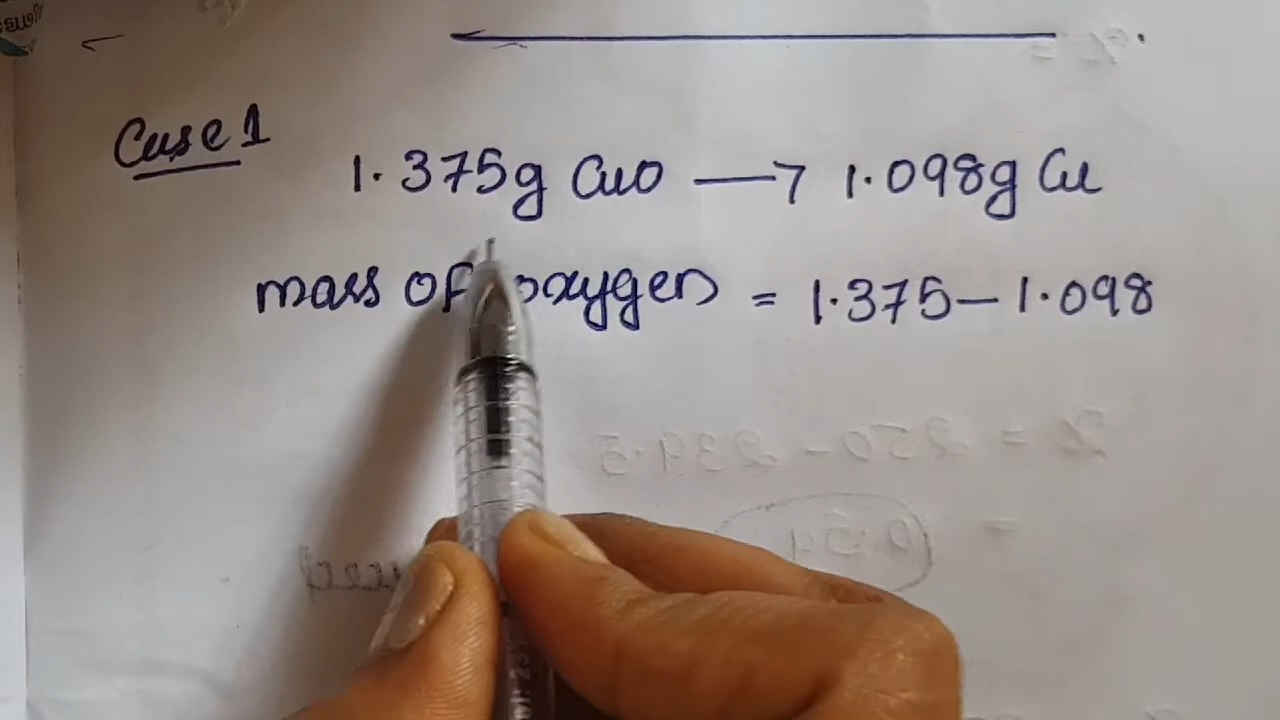 Case 1
1.375g CuO → 1.098g Cu
mass of oxygen = 1.375 - 1.098